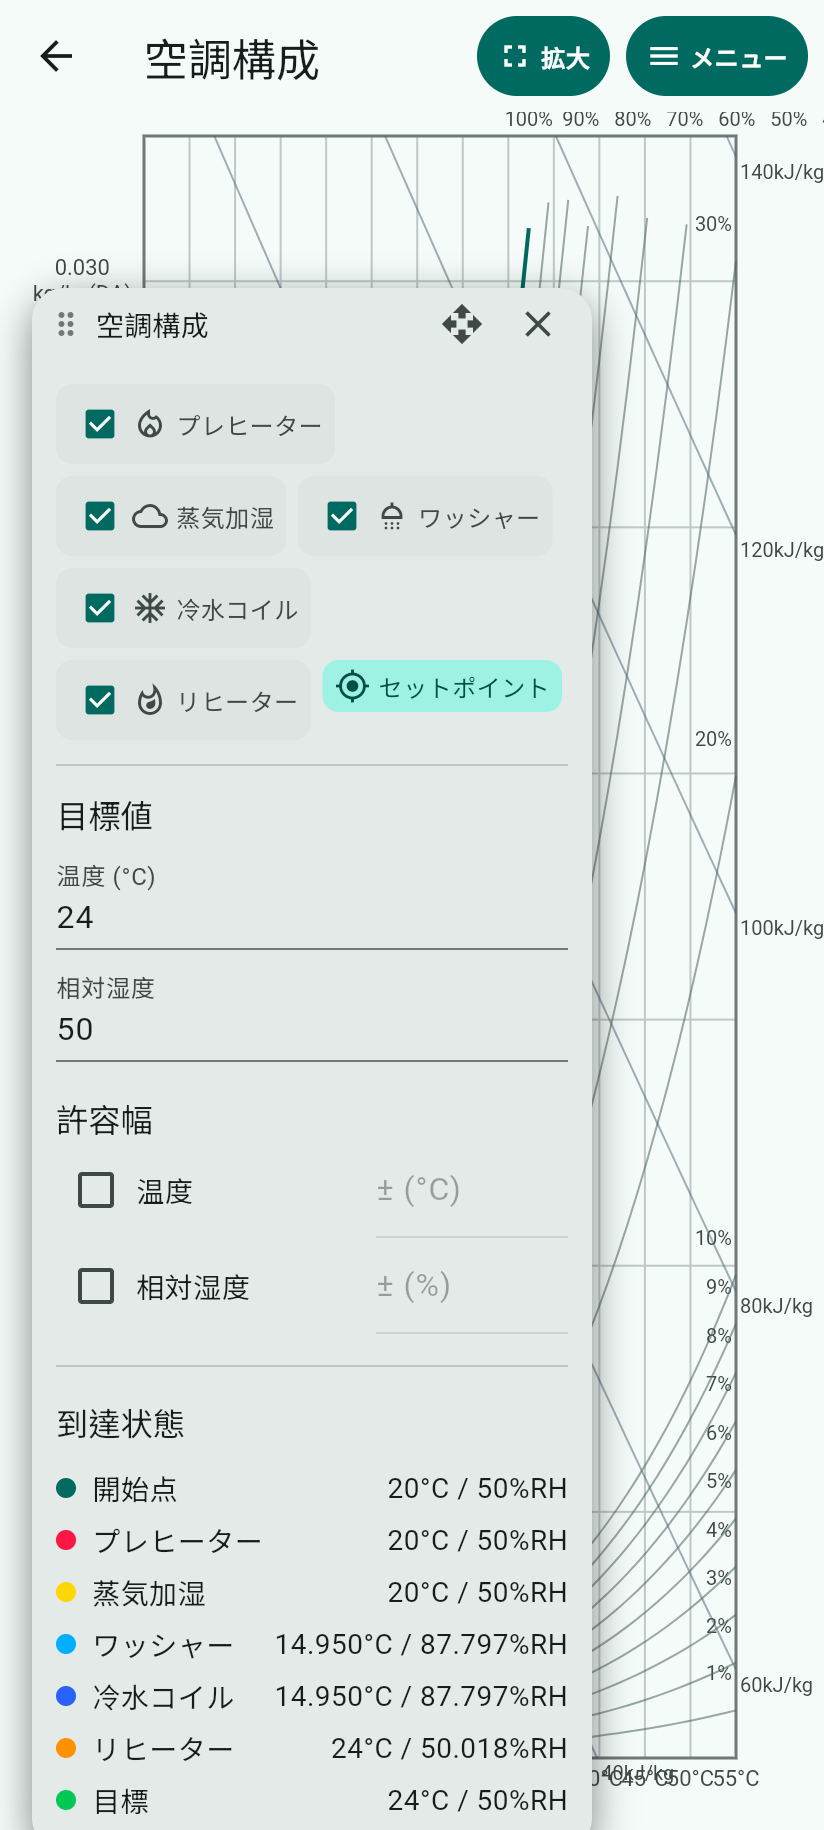 空調構成
拡大
メニュー
100% 90% 80% 70% 60% 50%
140kJ/kg
30%
0.030
空調構成
プレヒーター
蒸気加湿
ワッシャー
冷水コイル
リヒーター
セットポイント
120kJ/kg
20%
目標値
温度 (°C)
24
100kJ/kg
相対湿度
50
許容幅
温度
± (°C)
10%
相対湿度
± (%)
9%
80kJ/kg
8%
7%
到達状態
6%
開始点 20°C / 50%RH
5%
プレヒーター 20°C / 50%RH
4%
蒸気加湿 20°C / 50%RH
3%
ワッシャー 14.950°C / 87.797%RH
2%
冷水コイル 14.950°C / 87.797%RH
1%
60kJ/kg
リヒーター 24°C / 50.018%RH
目標 24°C / 50%RH
40kJ/kg
45°C 50°C 55°C